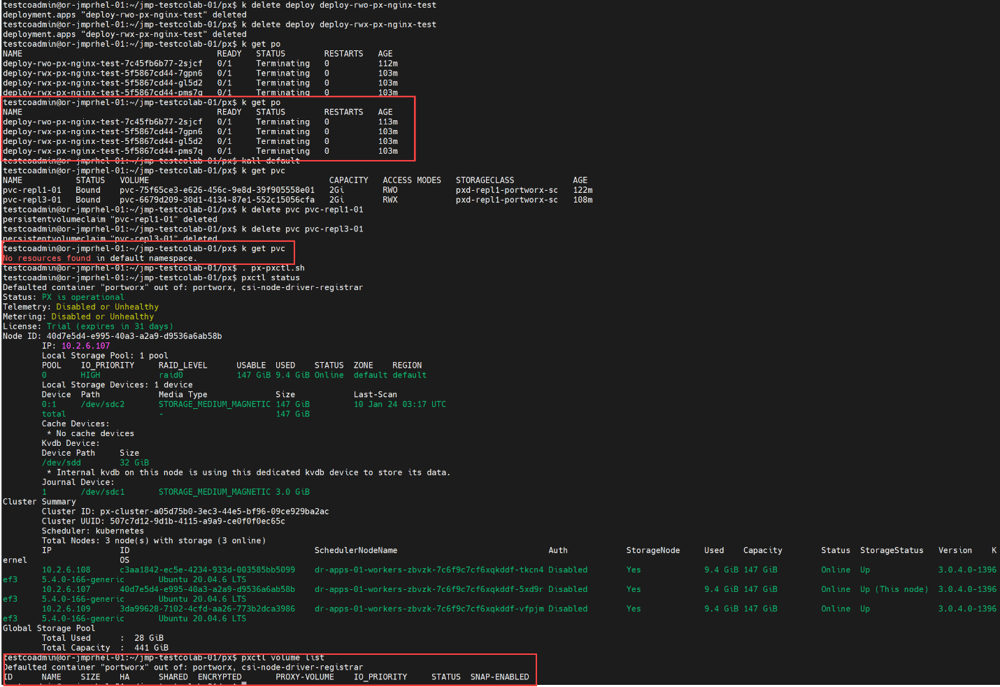 testcoadmin@or-jmprhel-01:~/jmp-testcolab-01/px$ k delete deploy deploy-rwo-px-nginx-test
deployment.apps "deploy-rwo-px-nginx-test" deleted
testcoadmin@or-jmprhel-01:~/jmp-testcolab-01/px$ k delete deploy deploy-rwx-px-nginx-test
deployment.apps "deploy-rwx-px-nginx-test" deleted
testcoadmin@or-jmprhel-01:~/jmp-testcolab-01/px$ k get po
NAME READY STATUS RESTARTS AGE
deploy-rwo-px-nginx-test-7c45fb6b77-2sjcf 0/1 Terminating 0 112m
deploy-rwx-px-nginx-test-5f5867cd44-7gpn6 0/1 Terminating 0 103m
deploy-rwx-px-nginx-test-5f5867cd44-gl5d2 0/1 Terminating 0 103m
deploy-rwx-px-nginx-test-5f5867cd44-pms7q 0/1 Terminating 0 103m
testcoadmin@or-jmprhel-01:~/jmp-testcolab-01/px$ k get po
NAME READY STATUS RESTARTS AGE
deploy-rwo-px-nginx-test-7c45fb6b77-2sjcf 0/1 Terminating 0 113m
deploy-rwx-px-nginx-test-5f5867cd44-7gpn6 0/1 Terminating 0 103m
deploy-rwx-px-nginx-test-5f5867cd44-gl5d2 0/1 Terminating 0 103m
deploy-rwx-px-nginx-test-5f5867cd44-pms7q 0/1 Terminating 0 103m
testcoadmin@or-jmprhel-01:~/jmp-testcolab-01/px$ kall default
testcoadmin@or-jmprhel-01:~/jmp-testcolab-01/px$ k get pvc
NAME STATUS VOLUME CAPACITY ACCESS MODES STORAGECLASS AGE
pvc-repl1-01 Bound pvc-75f65ce3-e626-456c-9e8d-39f905558e01 2Gi RWO pxd-repl1-portworx-sc 122m
pvc-repl3-01 Bound pvc-6679d209-30d1-4134-87e1-552c15056cfa 2Gi RWX pxd-repl1-portworx-sc 108m
testcoadmin@or-jmprhel-01:~/jmp-testcolab-01/px$ k delete pvc pvc-repl1-01
persistentvolumeclaim "pvc-repl1-01" deleted
testcoadmin@or-jmprhel-01:~/jmp-testcolab-01/px$ k delete pvc pvc-repl3-01
persistentvolumeclaim "pvc-repl3-01" deleted
testcoadmin@or-jmprhel-01:~/jmp-testcolab-01/px$ k get pvc
No resources found in default namespace.
testcoadmin@or-jmprhel-01:~/jmp-testcolab-01/px$ . px-pxctl.sh
testcoadmin@or-jmprhel-01:~/jmp-testcolab-01/px$ pxctl status
Defaulted container "portworx" out of: portworx, csi-node-driver-registrar
Status: PX is operational
Telemetry: Disabled or Unhealthy
Metering: Disabled or Unhealthy
License: Trial (expires in 31 days)
Node ID: 40d7e5d4-e995-40a3-a2a9-d9536a6ab58b
IP: 10.2.6.107
Local Storage Pool: 1 pool
POOL IO_PRIORITY RAID_LEVEL USABLE USED STATUS ZONE REGION
0 HIGH raid0 147 GiB 9.4 GiB Online default default
Local Storage Devices: 1 device
Device Path Media Type Size Last-Scan
0:1 /dev/sdc2 STORAGE_MEDIUM_MAGNETIC 147 GiB 10 Jan 24 03:17 UTC
total - 147 GiB
Cache Devices:
* No cache devices
Kvdb Device:
Device Path Size
/dev/sdd 32 GiB
* Internal kvdb on this node is using this dedicated kvdb device to store its data.
Journal Device:
1 /dev/sdc1 STORAGE_MEDIUM_MAGNETIC 3.0 GiB
Cluster Summary
Cluster ID: px-cluster-a05d75b0-3ec3-44e5-bf96-09ce929ba2ac
Cluster UUID: 507c7d12-9d1b-4115-a9a9-ce0f0f0ec65c
Scheduler: kubernetes
Total Nodes: 3 node(s) with storage (3 online)
IP ID SchedulerNodeName Auth StorageNode Used Capacity Status StorageStatus Version K
ernel OS
10.2.6.108 c3aa1842-ec5e-4234-933d-003585bb5099 dr-apps-01-workers-zbvzk-7c6f9c7cf6xqkddf-tkcn4 Disabled Yes 9.4 GiB 147 GiB Online Up 3.0.4.0-1396
ef3 5.4.0-166-generic Ubuntu 20.04.6 LTS
10.2.6.107 40d7e5d4-e995-40a3-a2a9-d9536a6ab58b dr-apps-01-workers-zbvzk-7c6f9c7cf6xqkddf-5xd9r Disabled Yes 9.4 GiB 147 GiB Online Up (This node) 3.0.4.0-1396
ef3 5.4.0-166-generic Ubuntu 20.04.6 LTS
10.2.6.109 3da99628-7102-4cfd-aa26-773b2dca3986 dr-apps-01-workers-zbvzk-7c6f9c7cf6xqkddf-vfpjm Disabled Yes 9.4 GiB 147 GiB Online Up 3.0.4.0-1396
ef3 5.4.0-166-generic Ubuntu 20.04.6 LTS
Global Storage Pool
Total Used : 28 GiB
Total Capacity : 441 GiB
testcoadmin@or-jmprhel-01:~/jmp-testcolab-01/px$ pxctl volume list
Defaulted container "portworx" out of: portworx, csi-node-driver-registrar
ID NAME SIZE HA SHARED ENCRYPTED PROXY-VOLUME IO_PRIORITY STATUS SNAP-ENABLED